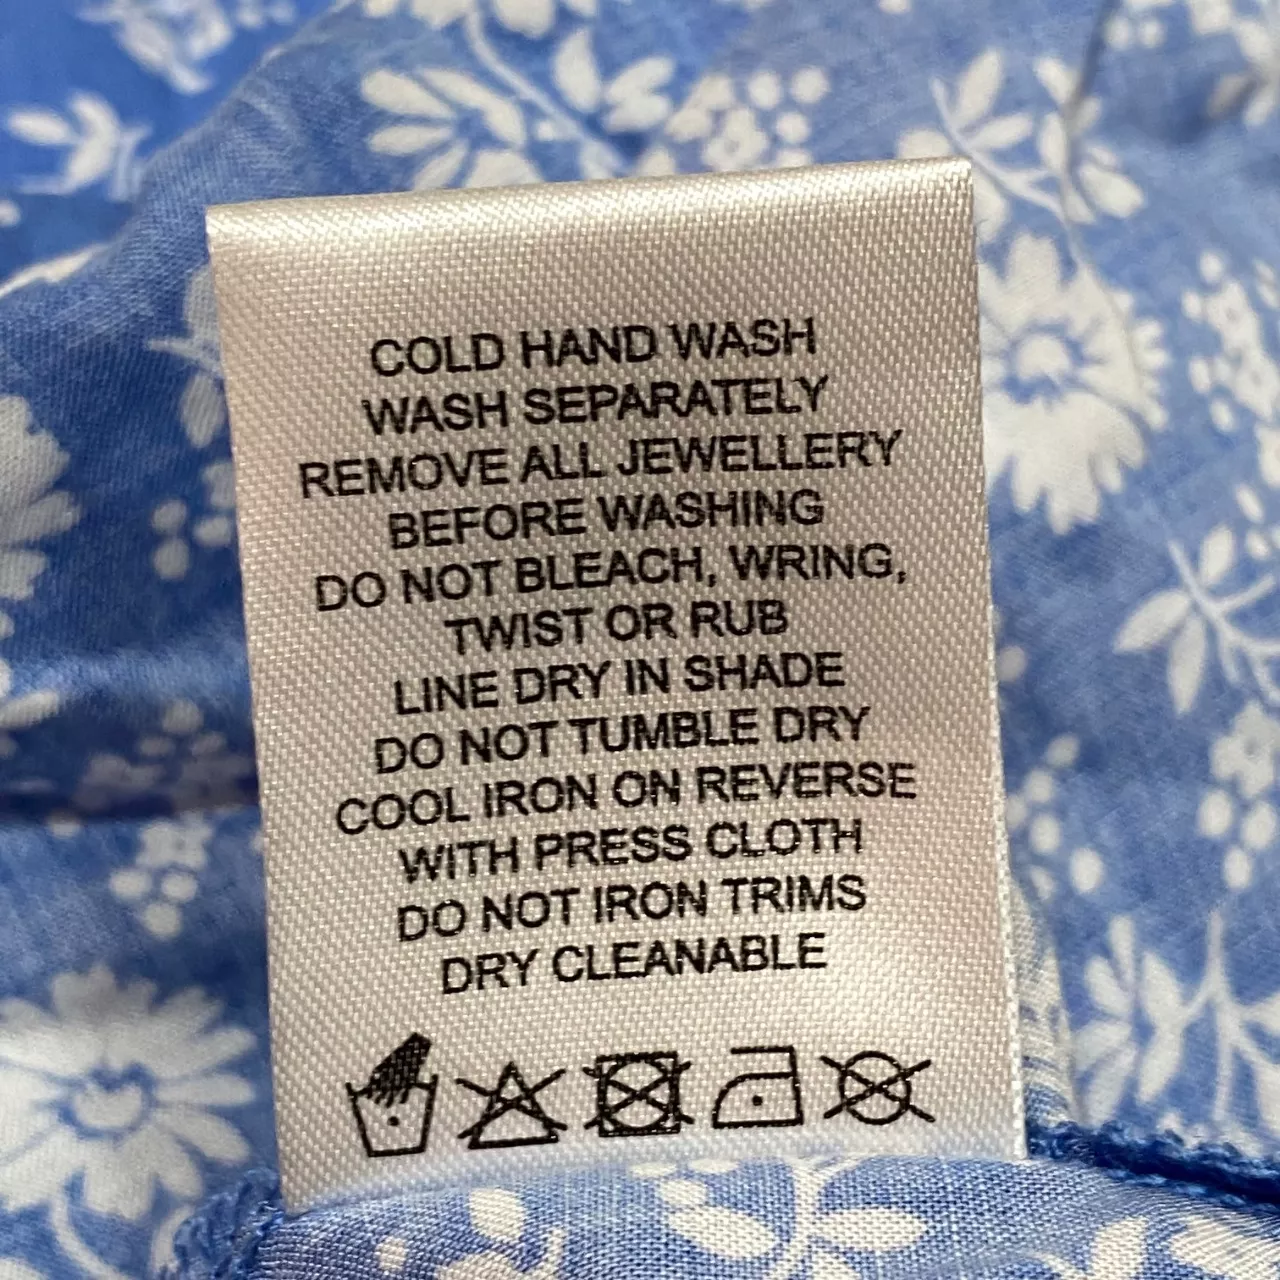 COLD HAND WASH
WASH SEPARATELY
REMOVE ALL JEWELLERY
BEFORE WASHING
DO NOT BLEACH, WRING,
TWIST OR RUB
LINE DRY IN SHADE
DO NOT TUMBLE DRY
COOL IRON ON REVERSE
WITH PRESS CLOTH
DO NOT IRON TRIMS
DRY CLEANABLE